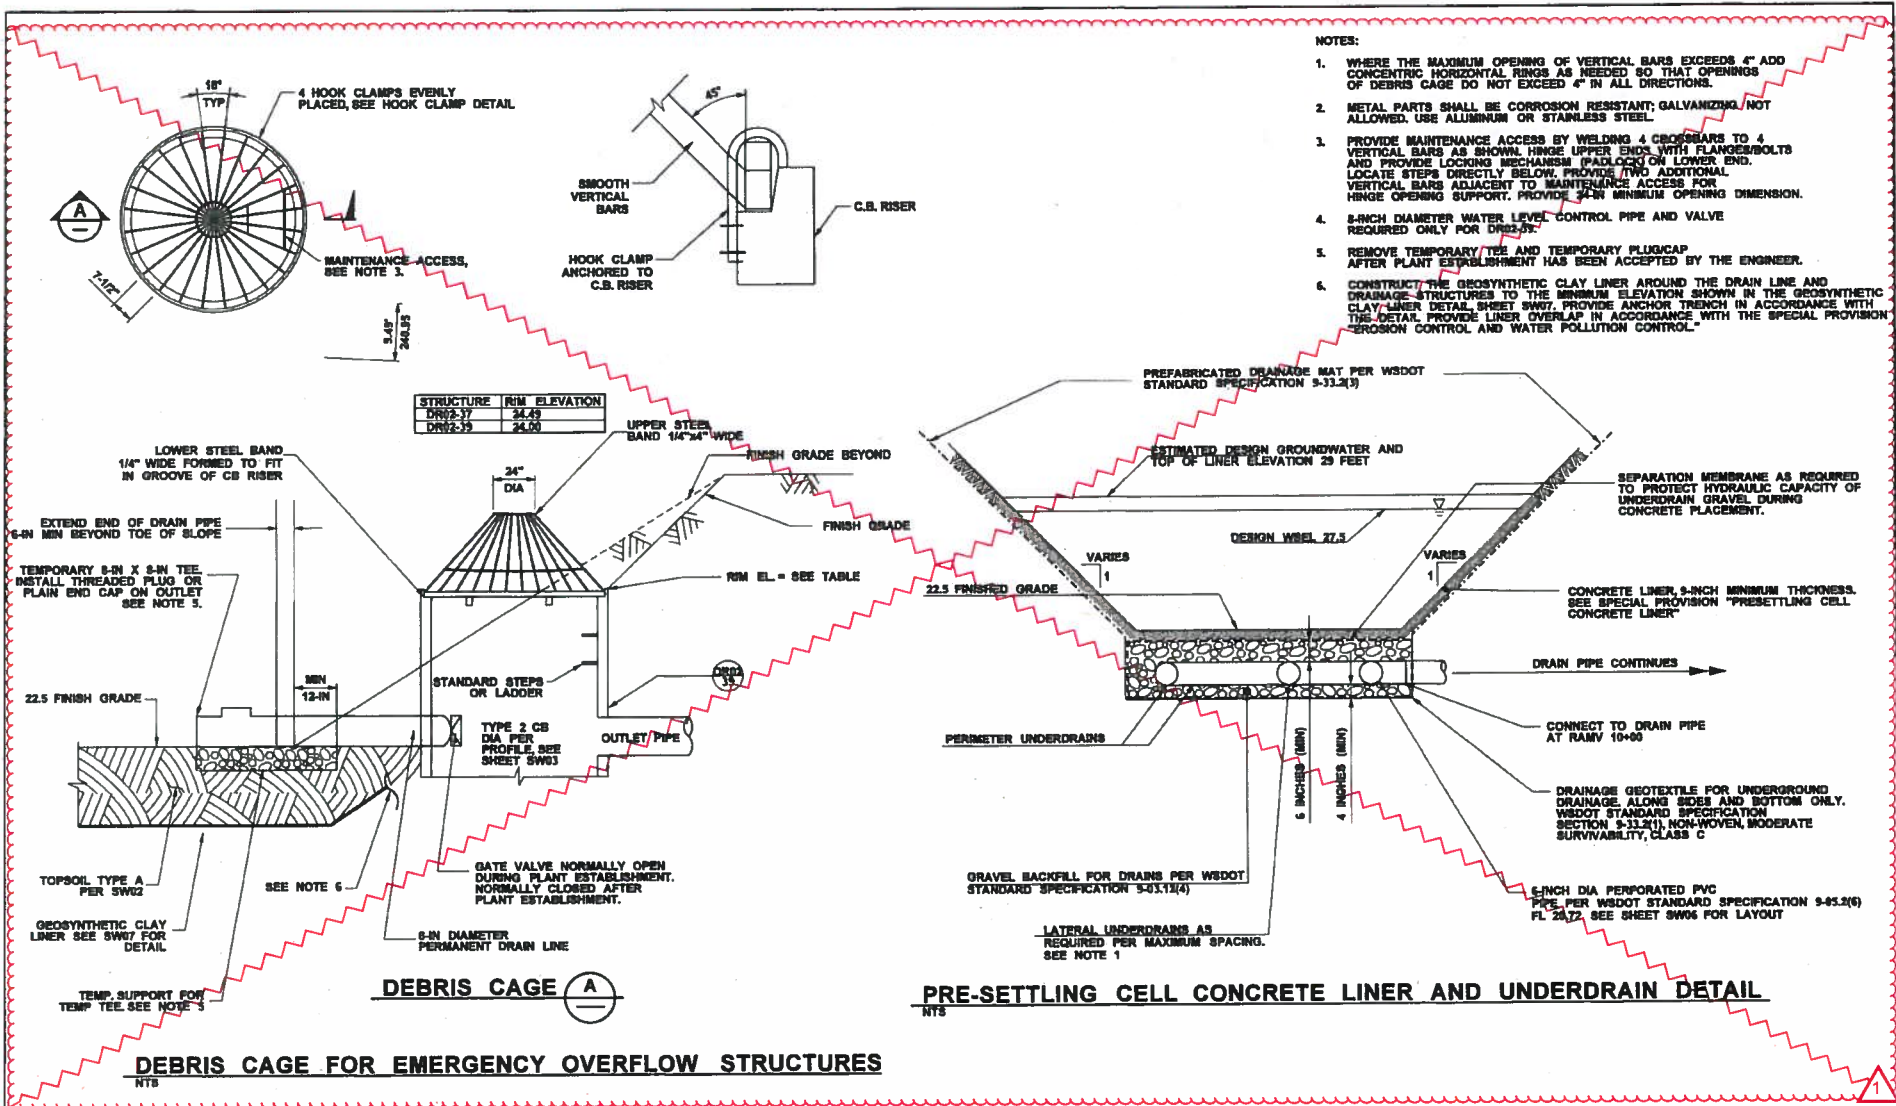 NOTES:
1. WHERE THE MAXIMUM OPENING OF VERTICAL BARS EXCEEDS 4" ADD
CONCENTRIC HORIZONTAL RINGS AS NEEDED SO THAT OPENINGS
OF DEBRIS CAGE DO NOT EXCEED 4" IN ALL DIRECTIONS.
2. METAL PARTS SHALL BE CORROSION RESISTANT; GALVANIZING NOT
ALLOWED. USE ALUMINUM OR STAINLESS STEEL.
3. PROVIDE MAINTENANCE ACCESS BY WELDING 4 CROSSBARS TO 4
VERTICAL BARS AS SHOWN. HINGE UPPER ENDS WITH FLANGES/BOLTS
AND PROVIDE LOCKING MECHANISM (PADLOCK) ON LOWER END.
LOCATE STEPS DIRECTLY BELOW. PROVIDE TWO ADDITIONAL
VERTICAL BARS ADJACENT TO MAINTENANCE ACCESS FOR
HINGE OPENING SUPPORT. PROVIDE 24-IN MINIMUM OPENING DIMENSION.
4. 8-INCH DIAMETER WATER LEVEL CONTROL PIPE AND VALVE
REQUIRED ONLY FOR DR02-39.
5. REMOVE TEMPORARY TEE AND TEMPORARY PLUG/CAP
AFTER PLANT ESTABLISHMENT HAS BEEN ACCEPTED BY THE ENGINEER.
6. CONSTRUCT THE GEOSYNTHETIC CLAY LINER AROUND THE DRAIN LINE AND
DRAINAGE STRUCTURES TO THE MINIMUM ELEVATION SHOWN IN THE GEOSYNTHETIC
CLAY LINER DETAIL, SHEET SW07. PROVIDE ANCHOR TRENCH IN ACCORDANCE WITH
THE DETAIL. PROVIDE LINER OVERLAP IN ACCORDANCE WITH THE SPECIAL PROVISION
"EROSION CONTROL AND WATER POLLUTION CONTROL."
18"
TYP
4 HOOK CLAMPS EVENLY
PLACED, SEE HOOK CLAMP DETAIL
A
MAINTENANCE ACCESS,
SEE NOTE 3.
7-1/2"
9.49'
240.95
45°
SMOOTH
VERTICAL
BARS
C.B. RISER
HOOK CLAMP
ANCHORED TO
C.B. RISER
STRUCTURE RIM ELEVATION
DR02-37 24.49
DR02-39 24.00
LOWER STEEL BAND
1/4" WIDE FORMED TO FIT
IN GROOVE OF CB RISER
UPPER STEEL
BAND 1/4"x4" WIDE
24"
DIA
FINISH GRADE BEYOND
FINISH GRADE
EXTEND END OF DRAIN PIPE
6-IN MIN BEYOND TOE OF SLOPE
TEMPORARY 8-IN X 8-IN TEE.
INSTALL THREADED PLUG OR
PLAIN END CAP ON OUTLET
SEE NOTE 5.
RIM EL = SEE TABLE
STANDARD STEPS
OR LADDER
DR02
39
MIN
12-IN
22.5 FINISH GRADE
TYPE 2 CB
DIA PER
PROFILE, SEE
SHEET SW03
OUTLET PIPE
TOPSOIL TYPE A
PER SW02
SEE NOTE 6
GATE VALVE NORMALLY OPEN
DURING PLANT ESTABLISHMENT.
NORMALLY CLOSED AFTER
PLANT ESTABLISHMENT.
GEOSYNTHETIC CLAY
LINER SEE SW07 FOR
DETAIL
8-IN DIAMETER
PERMANENT DRAIN LINE
TEMP. SUPPORT FOR
TEMP TEE. SEE NOTE 5
DEBRIS CAGE A
DEBRIS CAGE FOR EMERGENCY OVERFLOW STRUCTURES
NTS
PREFABRICATED DRAINAGE MAT PER WSDOT
STANDARD SPECIFICATION 9-33.2(3)
ESTIMATED DESIGN GROUNDWATER AND
TOP OF LINER ELEVATION 29 FEET
DESIGN WSEL 27.5
SEPARATION MEMBRANE AS REQUIRED
TO PROTECT HYDRAULIC CAPACITY OF
UNDERDRAIN GRAVEL DURING
CONCRETE PLACEMENT.
VARIES
1
VARIES
1
22.5 FINISHED GRADE
CONCRETE LINER, 9-INCH MINIMUM THICKNESS.
SEE SPECIAL PROVISION "PRESETTLING CELL
CONCRETE LINER"
DRAIN PIPE CONTINUES
CONNECT TO DRAIN PIPE
AT RAMV 10+00
PERIMETER UNDERDRAINS
6 INCHES (MIN)
4 INCHES (MIN)
DRAINAGE GEOTEXTILE FOR UNDERGROUND
DRAINAGE. ALONG SIDES AND BOTTOM ONLY.
WSDOT STANDARD SPECIFICATION
SECTION 9-33.2(1), NON-WOVEN, MODERATE
SURVIVABILITY, CLASS C
GRAVEL BACKFILL FOR DRAINS PER WSDOT
STANDARD SPECIFICATION 9-03.12(4)
6-INCH DIA PERFORATED PVC
PIPE PER WSDOT STANDARD SPECIFICATION 9-05.2(6)
FL 20.72 SEE SHEET SW06 FOR LAYOUT
LATERAL UNDERDRAINS AS
REQUIRED PER MAXIMUM SPACING.
SEE NOTE 1
PRE-SETTLING CELL CONCRETE LINER AND UNDERDRAIN DETAIL
NTS
1